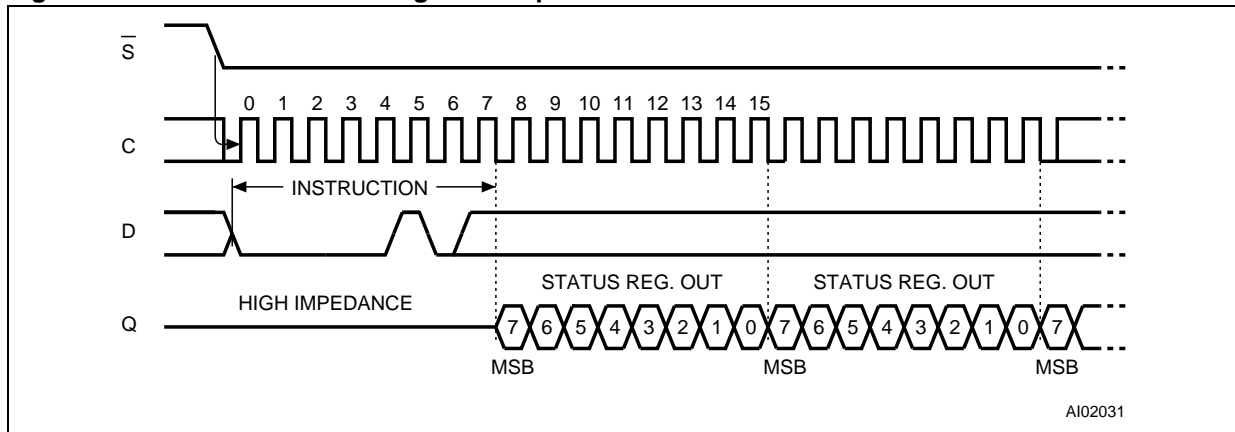 S
0 1 2 3 4 5 6 7 8 9 10 11 12 13 14 15
C
INSTRUCTION
D
STATUS REG. OUT STATUS REG. OUT
HIGH IMPEDANCE
Q 7 6 5 4 3 2 1 0 7 6 5 4 3 2 1 0 7
MSB MSB MSB
AI02031